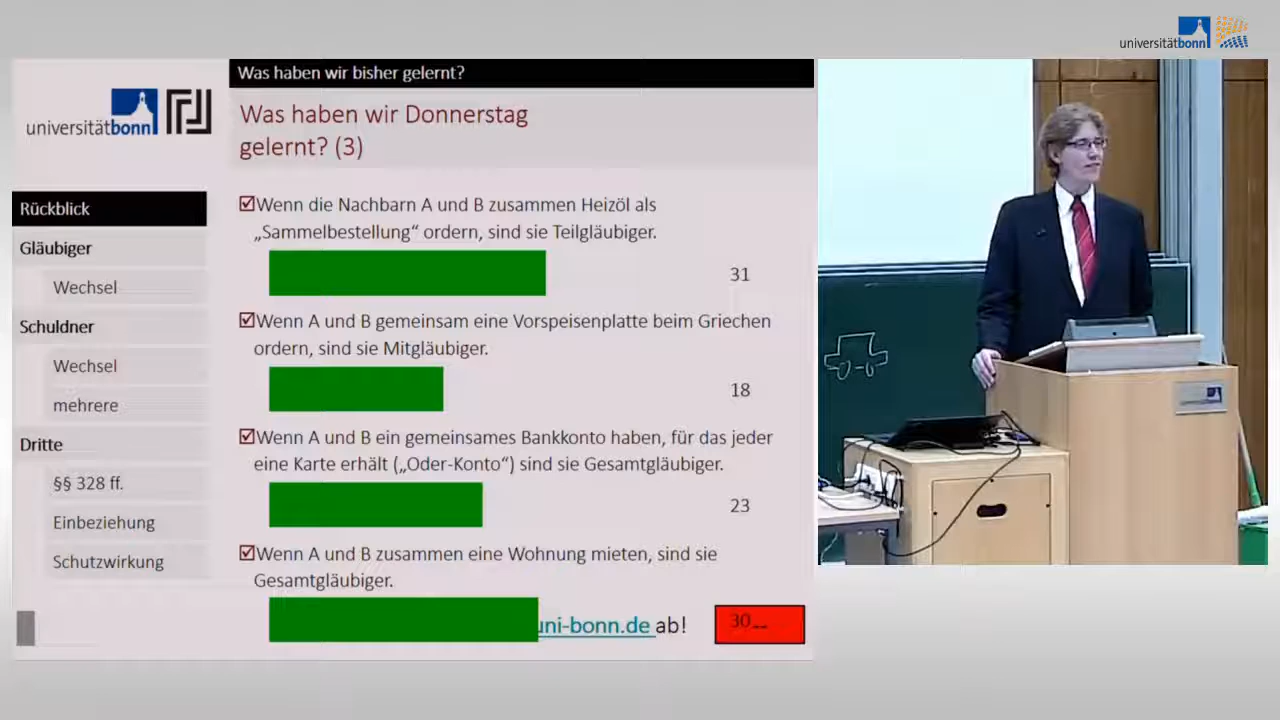 universitätbonn
Was haben wir bisher gelernt?
universitätbonn
Was haben wir Donnerstag
gelernt? (3)
Rückblick
Gläubiger
Wechsel
Schuldner
Wechsel
mehrere
Dritte
§§ 328 ff.
Einbeziehung
Schutzwirkung
Wenn die Nachbarn A und B zusammen Heizöl als
„Sammelbestellung“ ordern, sind sie Teilgläubiger.
31
Wenn A und B gemeinsam eine Vorspeisenplatte beim Griechen
ordern, sind sie Mitgläubiger.
18
Wenn A und B ein gemeinsames Bankkonto haben, für das jeder
eine Karte erhält („Oder-Konto“) sind sie Gesamtgläubiger.
23
Wenn A und B zusammen eine Wohnung mieten, sind sie
Gesamtgläubiger.
uni-bonn.de ab!
30